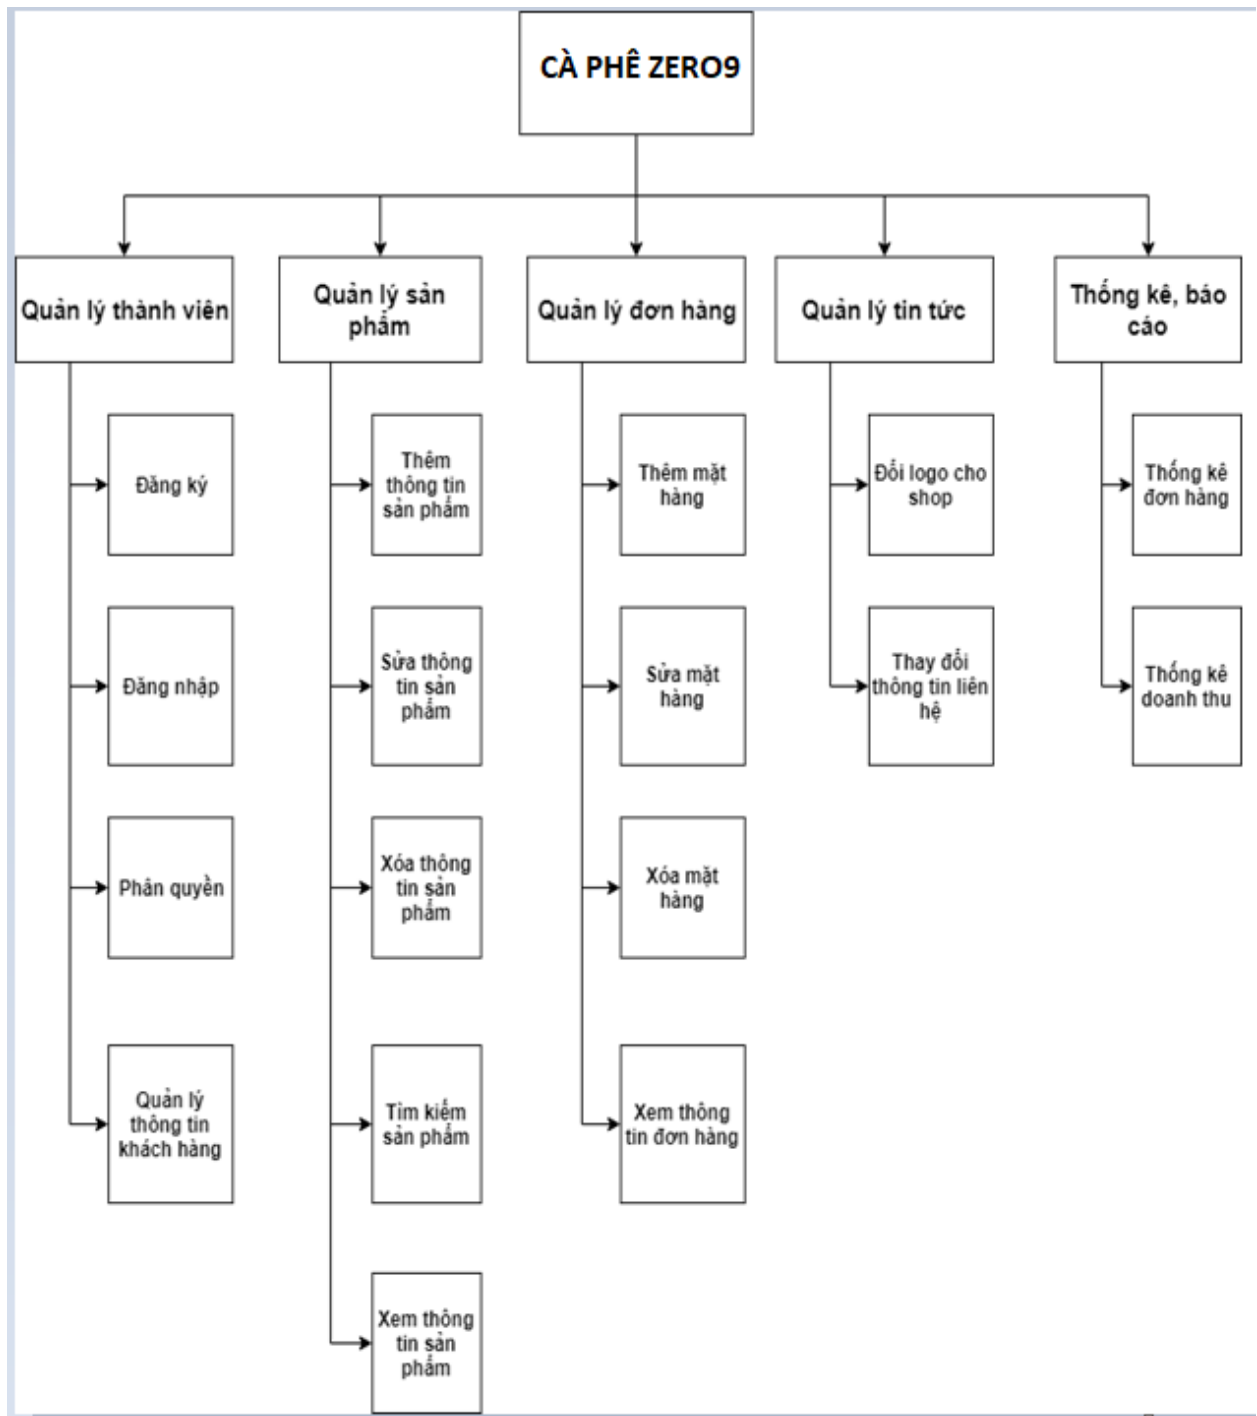 CÀ PHÊ ZERO9
Quản lý thành viên
Quản lý sản
phẩm
Quản lý đơn hàng
Quản lý tin tức
Thống kê, báo
cáo
Đăng ký
Thêm
thông tin
sản phẩm
Thêm mặt
hàng
Đổi logo cho
shop
Thống kê
đơn hàng
Đăng nhập
Sửa thông
tin sản
phẩm
Sửa mặt
hàng
Thay đổi
thông tin liên
hệ
Thống kê
doanh thu
Phân quyền
Xóa thông
tin sản
phẩm
Xóa mặt
hàng
Quản lý
thông tin
khách hàng
Tìm kiếm
sản phẩm
Xem thông
tin đơn hàng
Xem thông
tin sản
phẩm